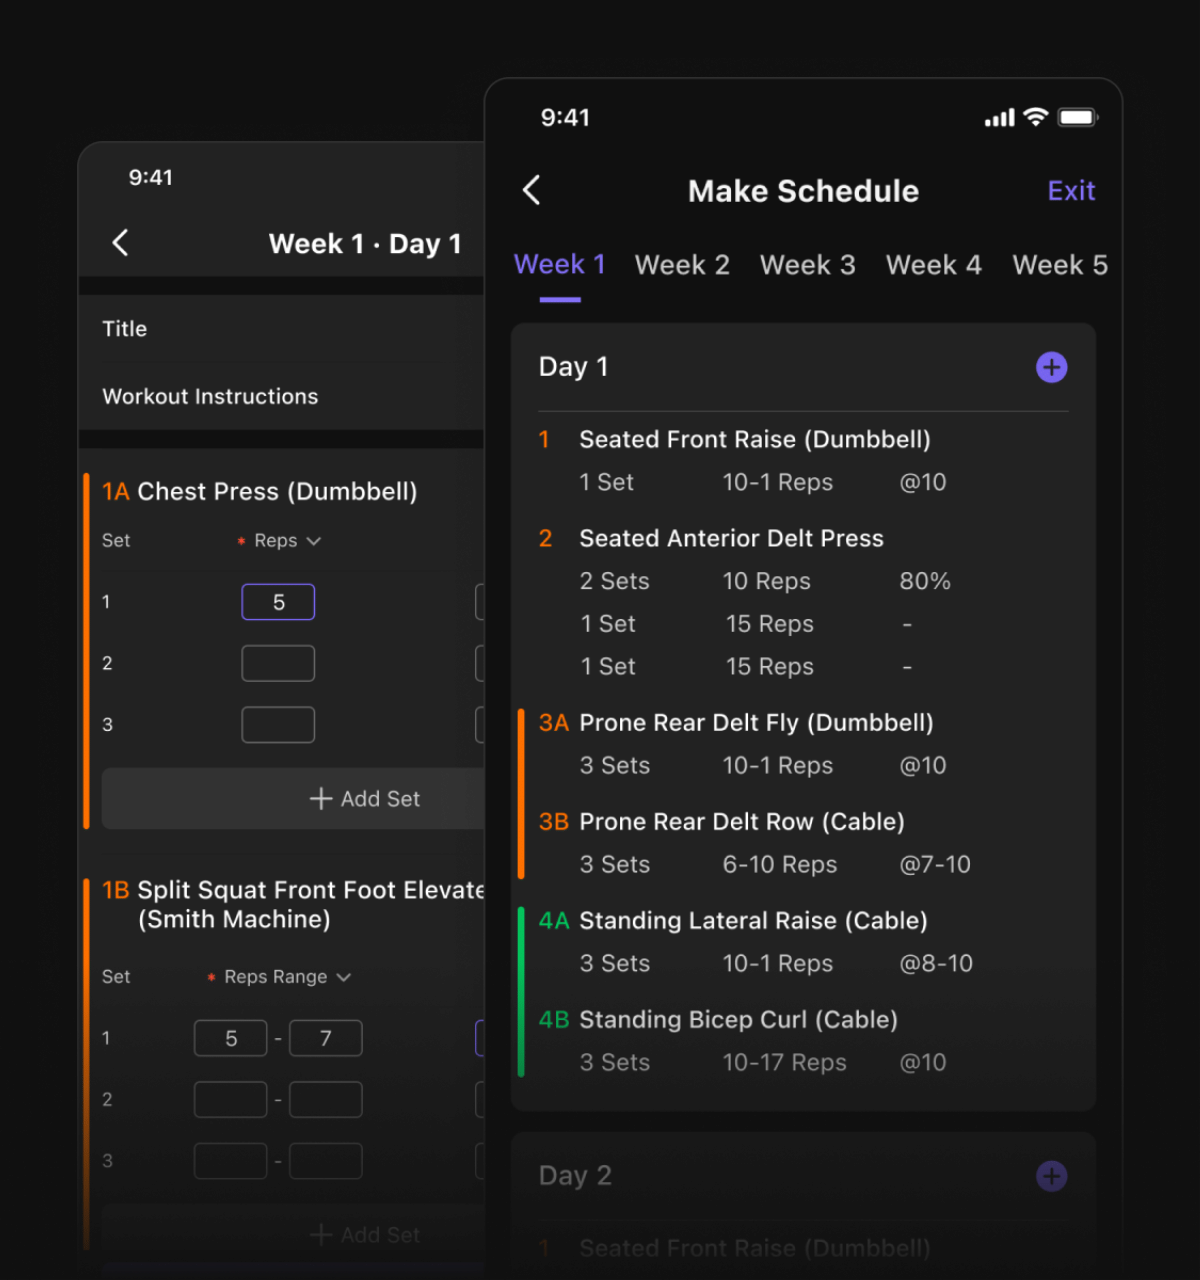 9:41
Week 1 · Day 1
Title
Workout Instructions
1A Chest Press (Dumbbell)
Set * Reps
1 5
2
3
+ Add Set
1B Split Squat Front Foot Elevate
(Smith Machine)
Set * Reps Range
1 5 - 7
2 -
3 -
+ Add Set
9:41
Make Schedule Exit
Week 1 Week 2 Week 3 Week 4 Week 5
Day 1
1 Seated Front Raise (Dumbbell)
1 Set 10-1 Reps @10
2 Seated Anterior Delt Press
2 Sets 10 Reps 80%
1 Set 15 Reps -
1 Set 15 Reps -
3A Prone Rear Delt Fly (Dumbbell)
3 Sets 10-1 Reps @10
3B Prone Rear Delt Row (Cable)
3 Sets 6-10 Reps @7-10
4A Standing Lateral Raise (Cable)
3 Sets 10-1 Reps @8-10
4B Standing Bicep Curl (Cable)
3 Sets 10-17 Reps @10
Day 2
1 Seated Front Raise (Dumbbell)